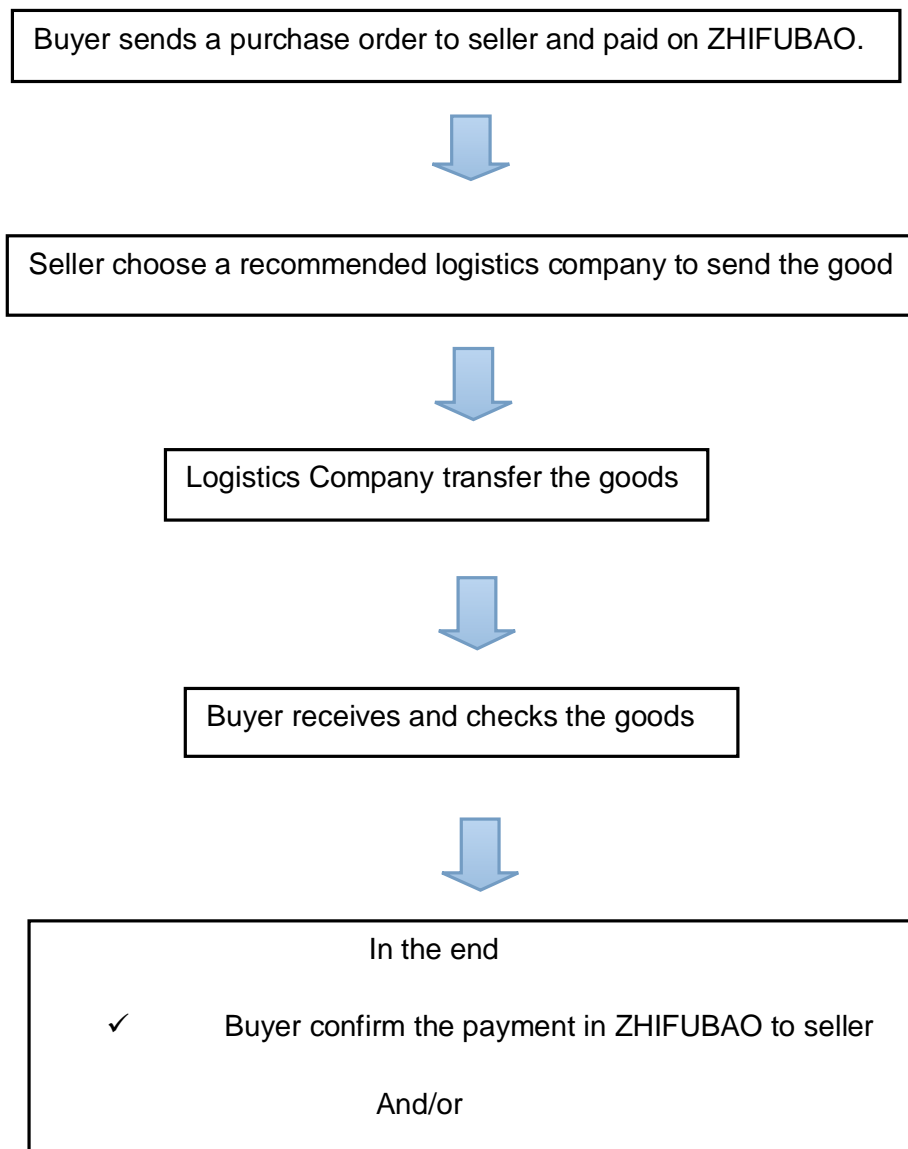 Buyer sends a purchase order to seller and paid on ZHIFUBAO.
Seller choose a recommended logistics company to send the good
Logistics Company transfer the goods
Buyer receives and checks the goods
In the end
✓ Buyer confirm the payment in ZHIFUBAO to seller
And/or